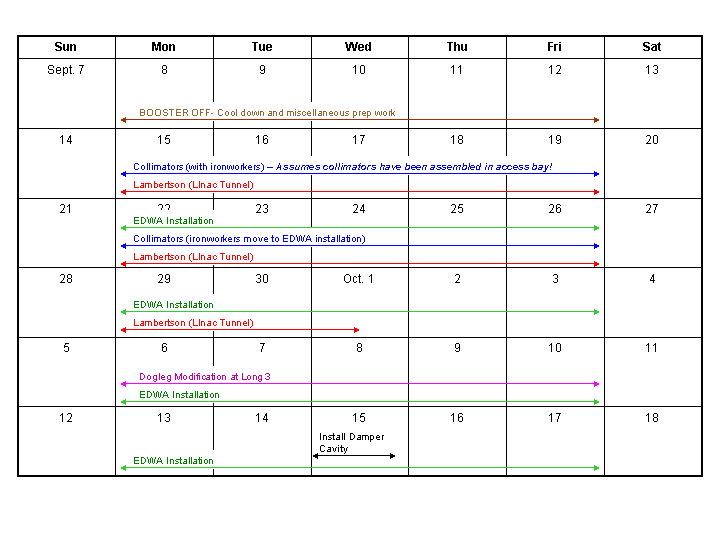 Sun Mon Tue Wed Thu Fri Sat
Sept. 7 8 9 10 11 12 13
BOOSTER OFF- Cool down and miscellaneous prep work
14 15 16 17 18 19 20
Collimators (with ironworkers) – Assumes collimators have been assembled in access bay!
Lambertson (LInac Tunnel)
21 22 23 24 25 26 27
EDWA Installation
Collimators (ironworkers move to EDWA installation)
Lambertson (LInac Tunnel)
28 29 30 Oct. 1 2 3 4
EDWA Installation
Lambertson (LInac Tunnel)
5 6 7 8 9 10 11
Dogleg Modification at Long 3
EDWA Installation
12 13 14 15 16 17 18
Install Damper
Cavity
EDWA Installation